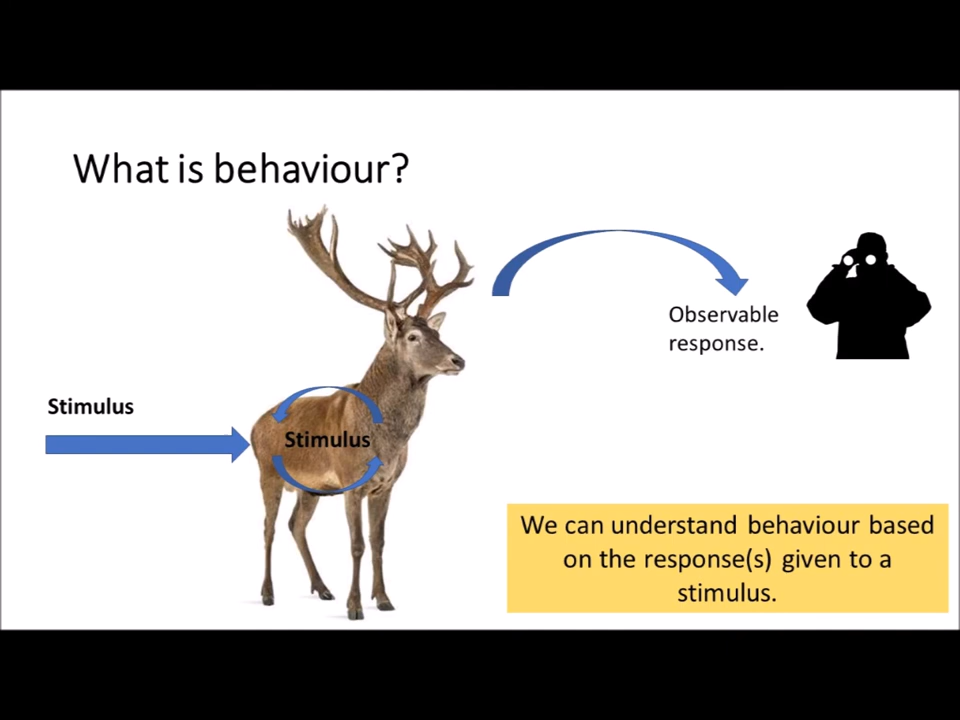 What is behaviour?
Observable
response.
Stimulus
Stimulus
We can understand behaviour based
on the response(s) given to a
stimulus.